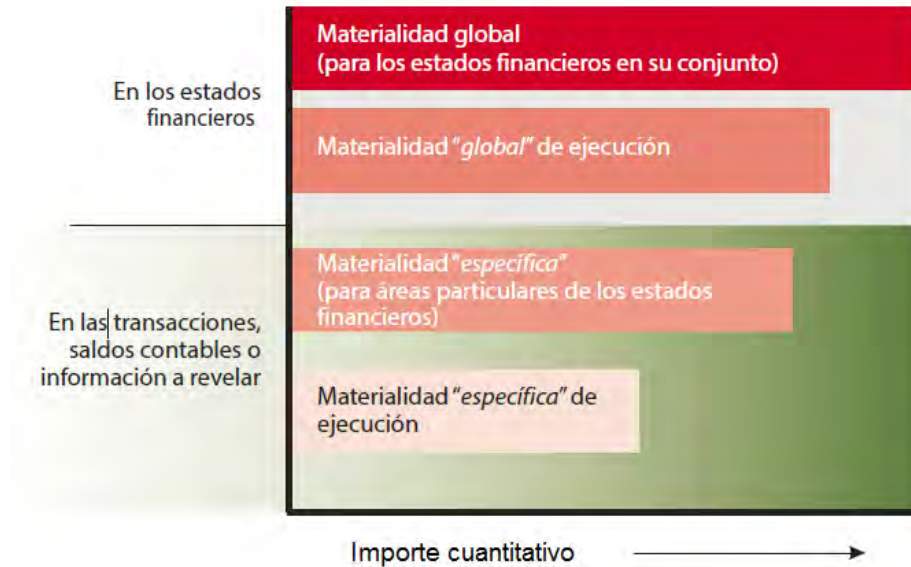 Materialidad global
(para los estados financieros en su conjunto)
En los estados
financieros
Materialidad "global" de ejecución
Materialidad "específica"
(para áreas particulares de los estados
financieros)
En las transacciones,
saldos contables o
información a revelar
Materialidad "específica" de
ejecución
Importe cuantitativo